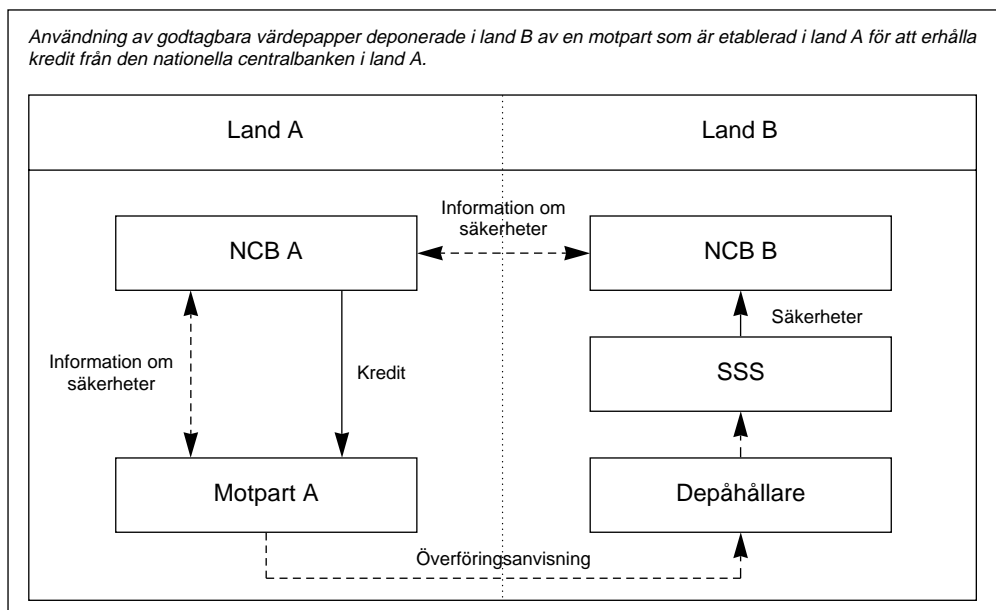 Användning av godtagbara värdepapper deponerade i land B av en motpart som är etablerad i land A för att erhålla
kredit från den nationella centralbanken i land A.
Land A
Land B
Information om
säkerheter
NCB A
NCB B
Säkerheter
Information om
säkerheter
Kredit
SSS
Motpart A
Depåhållare
Överföringsanvisning